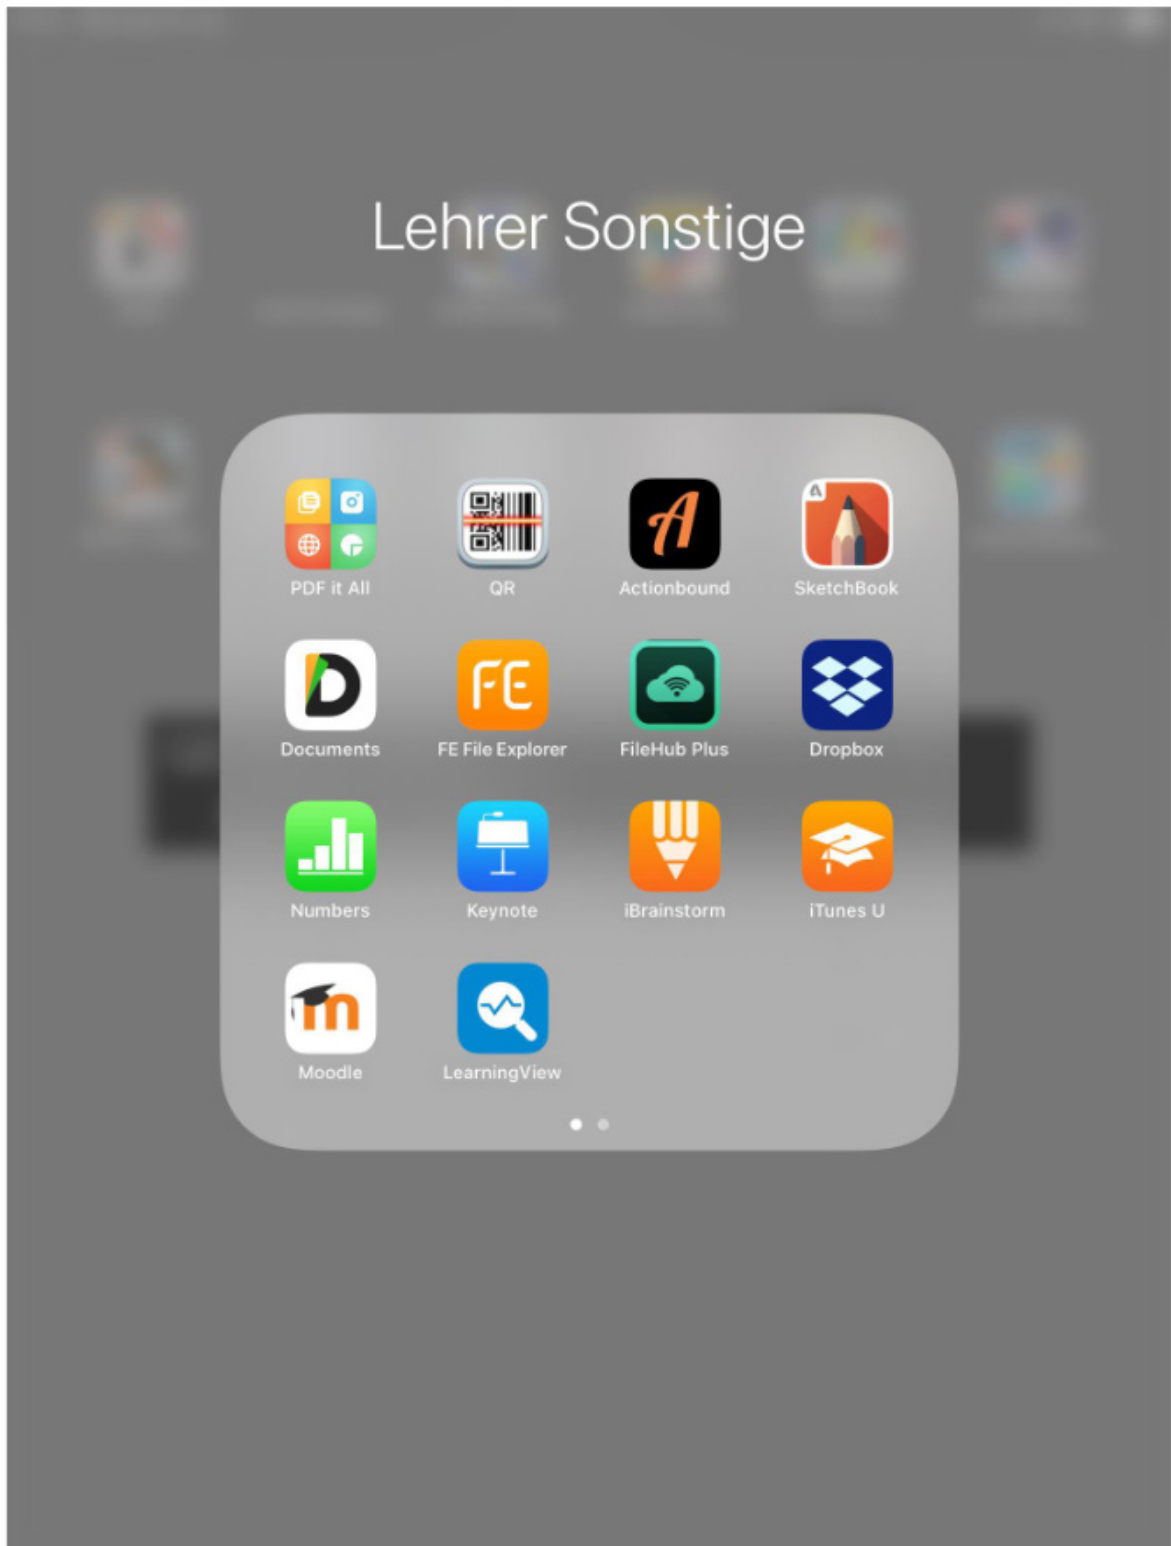 Lehrer Sonstige
PDF it All
QR
Actionbound
SketchBook
FE
Documents
FE File Explorer
FileHub Plus
Dropbox
Numbers
Keynote
iBrainstorm
iTunes U
m
Moodle
LearningView